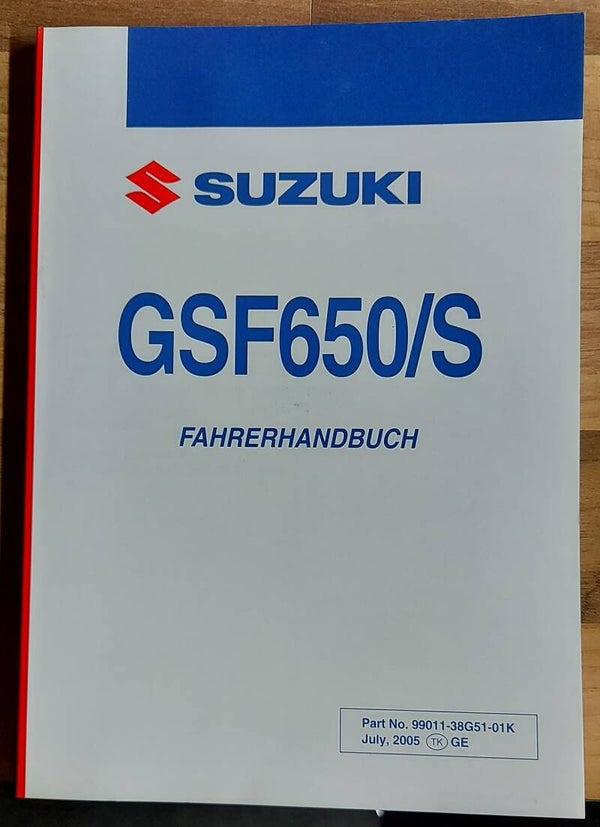 SUZUKI
GSF650/S
FAHRERHANDBUCH
Part No. 99011-38G51-01K
July, 2005 TK GE